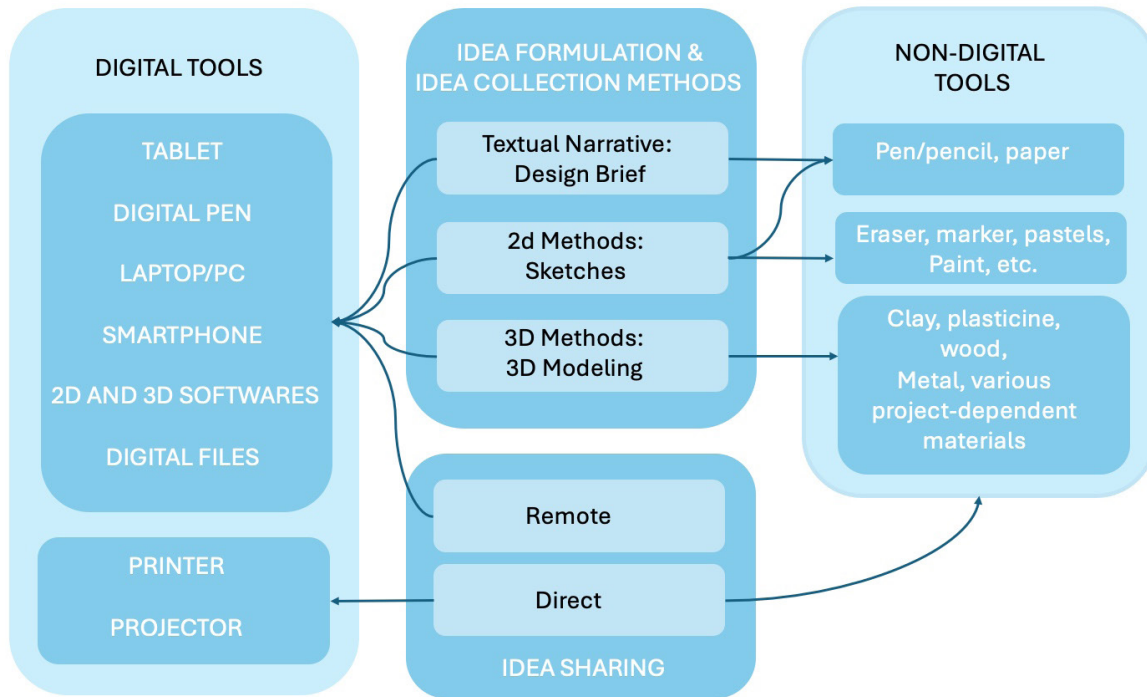 DIGITAL TOOLS
TABLET
DIGITAL PEN
LAPTOP/PC
SMARTPHONE
2D AND 3D SOFTWARES
DIGITAL FILES
PRINTER
PROJECTOR
IDEA FORMULATION &
IDEA COLLECTION METHODS
Textual Narrative:
Design Brief
2d Methods:
Sketches
3D Methods:
3D Modeling
Remote
Direct
IDEA SHARING
NON-DIGITAL
TOOLS
Pen/pencil, paper
Eraser, marker, pastels,
Paint, etc.
Clay, plasticine,
wood,
Metal, various
project-dependent
materials